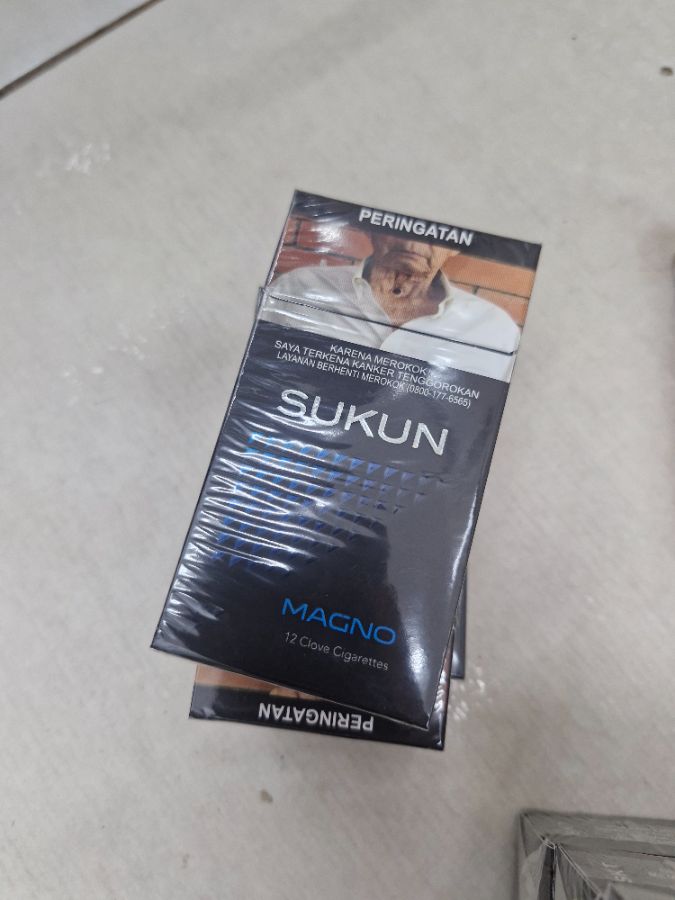 PERINGATAN
KARENA MEROKOK,
SAYA TERKENA KANKER TENGGOROKAN
LAYANAN BERHENTI MEROKOK (0800-177-6565)
SUKUN
MAGNO
12 Clove Cigarettes
PERINGATAN